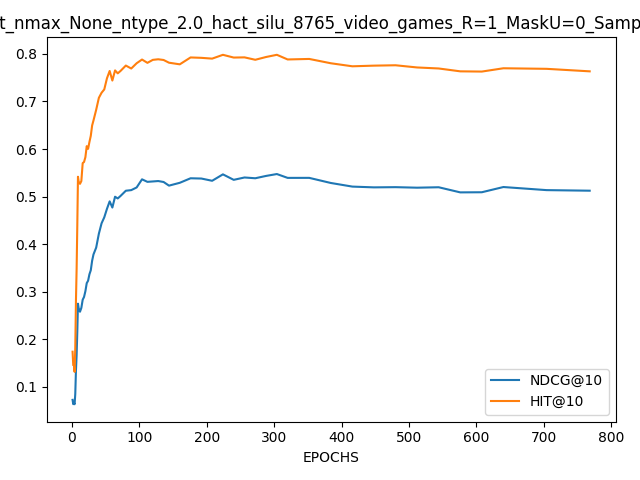 t_nmax_None_ntype_2.0_hact_silu_8765_video_games_R=1_MaskU=0_Samp
0.8
0.7
0.6
0.5
0.4
0.3
0.2
0.1
NDCG@10
HIT@10
0 100 200 300 400 500 600 700 800
EPOCHS